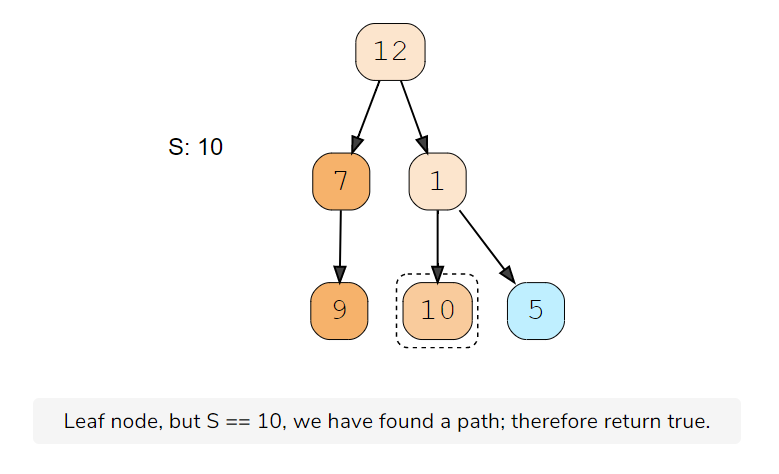 12
S: 10
7 1
9 10 5
Leaf node, but S == 10, we have found a path; therefore return true.